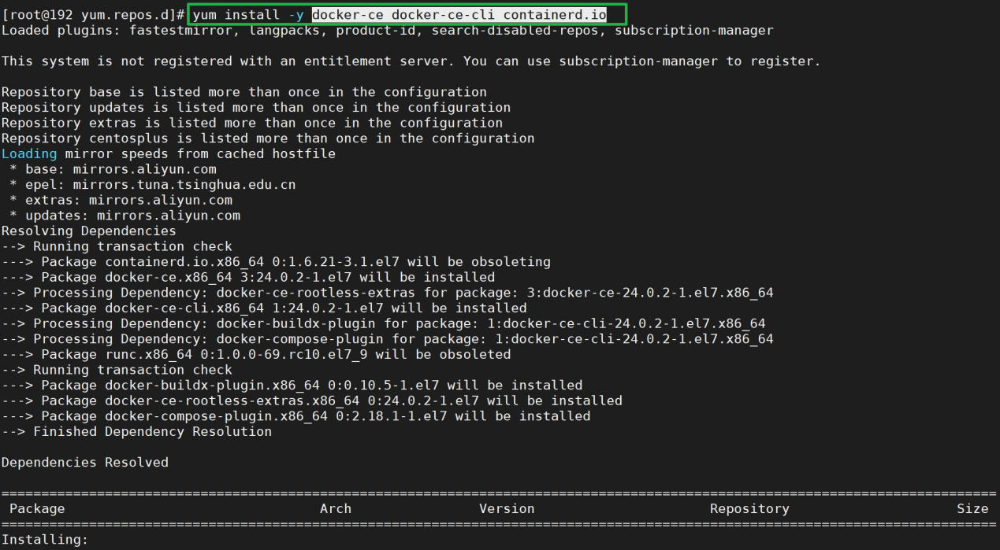 [root@192 yum.repos.d]# yum install -y docker-ce docker-ce-cli containerd.io
Loaded plugins: fastestmirror, langpacks, product-id, search-disabled-repos, subscription-manager
This system is not registered with an entitlement server. You can use subscription-manager to register.
Repository base is listed more than once in the configuration
Repository updates is listed more than once in the configuration
Repository extras is listed more than once in the configuration
Repository centosplus is listed more than once in the configuration
Loading mirror speeds from cached hostfile
 * base: mirrors.aliyun.com
 * epel: mirrors.tuna.tsinghua.edu.cn
 * extras: mirrors.aliyun.com
 * updates: mirrors.aliyun.com
Resolving Dependencies
--> Running transaction check
---> Package containerd.io.x86_64 0:1.6.21-3.1.el7 will be obsoleting
---> Package docker-ce.x86_64 3:24.0.2-1.el7 will be installed
--> Processing Dependency: docker-ce-rootless-extras for package: 3:docker-ce-24.0.2-1.el7.x86_64
---> Package docker-ce-cli.x86_64 1:24.0.2-1.el7 will be installed
--> Processing Dependency: docker-buildx-plugin for package: 1:docker-ce-cli-24.0.2-1.el7.x86_64
--> Processing Dependency: docker-compose-plugin for package: 1:docker-ce-cli-24.0.2-1.el7.x86_64
---> Package runc.x86_64 0:1.0.0-69.rc10.el7_9 will be obsoleted
--> Running transaction check
---> Package docker-buildx-plugin.x86_64 0:0.10.5-1.el7 will be installed
---> Package docker-ce-rootless-extras.x86_64 0:24.0.2-1.el7 will be installed
---> Package docker-compose-plugin.x86_64 0:2.18.1-1.el7 will be installed
--> Finished Dependency Resolution
Dependencies Resolved
================================================================================
 Package Arch Version Repository Size
================================================================================
Installing: